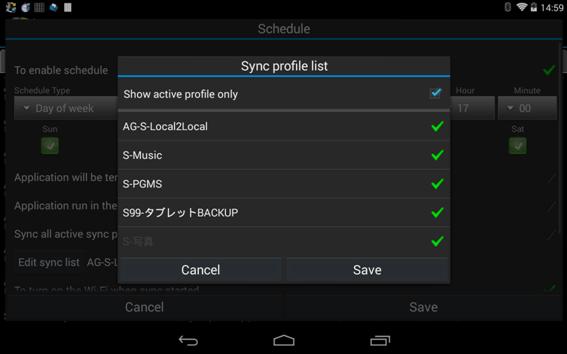 14:59
Schedule
To enable schedule
Schedule Type
Hour
Minute
Day of week
17
00
Sun
Sat
Application will be ter
Application run in the
Sync all active sync p
Edit sync list AG-S-L
To turn on the Wi-Fi when sync started
Cancel
Save
Sync profile list
Show active profile only
AG-S-Local2Local
S-Music
S-PGMS
S99-タブレットBACKUP
S-写真
Cancel
Save